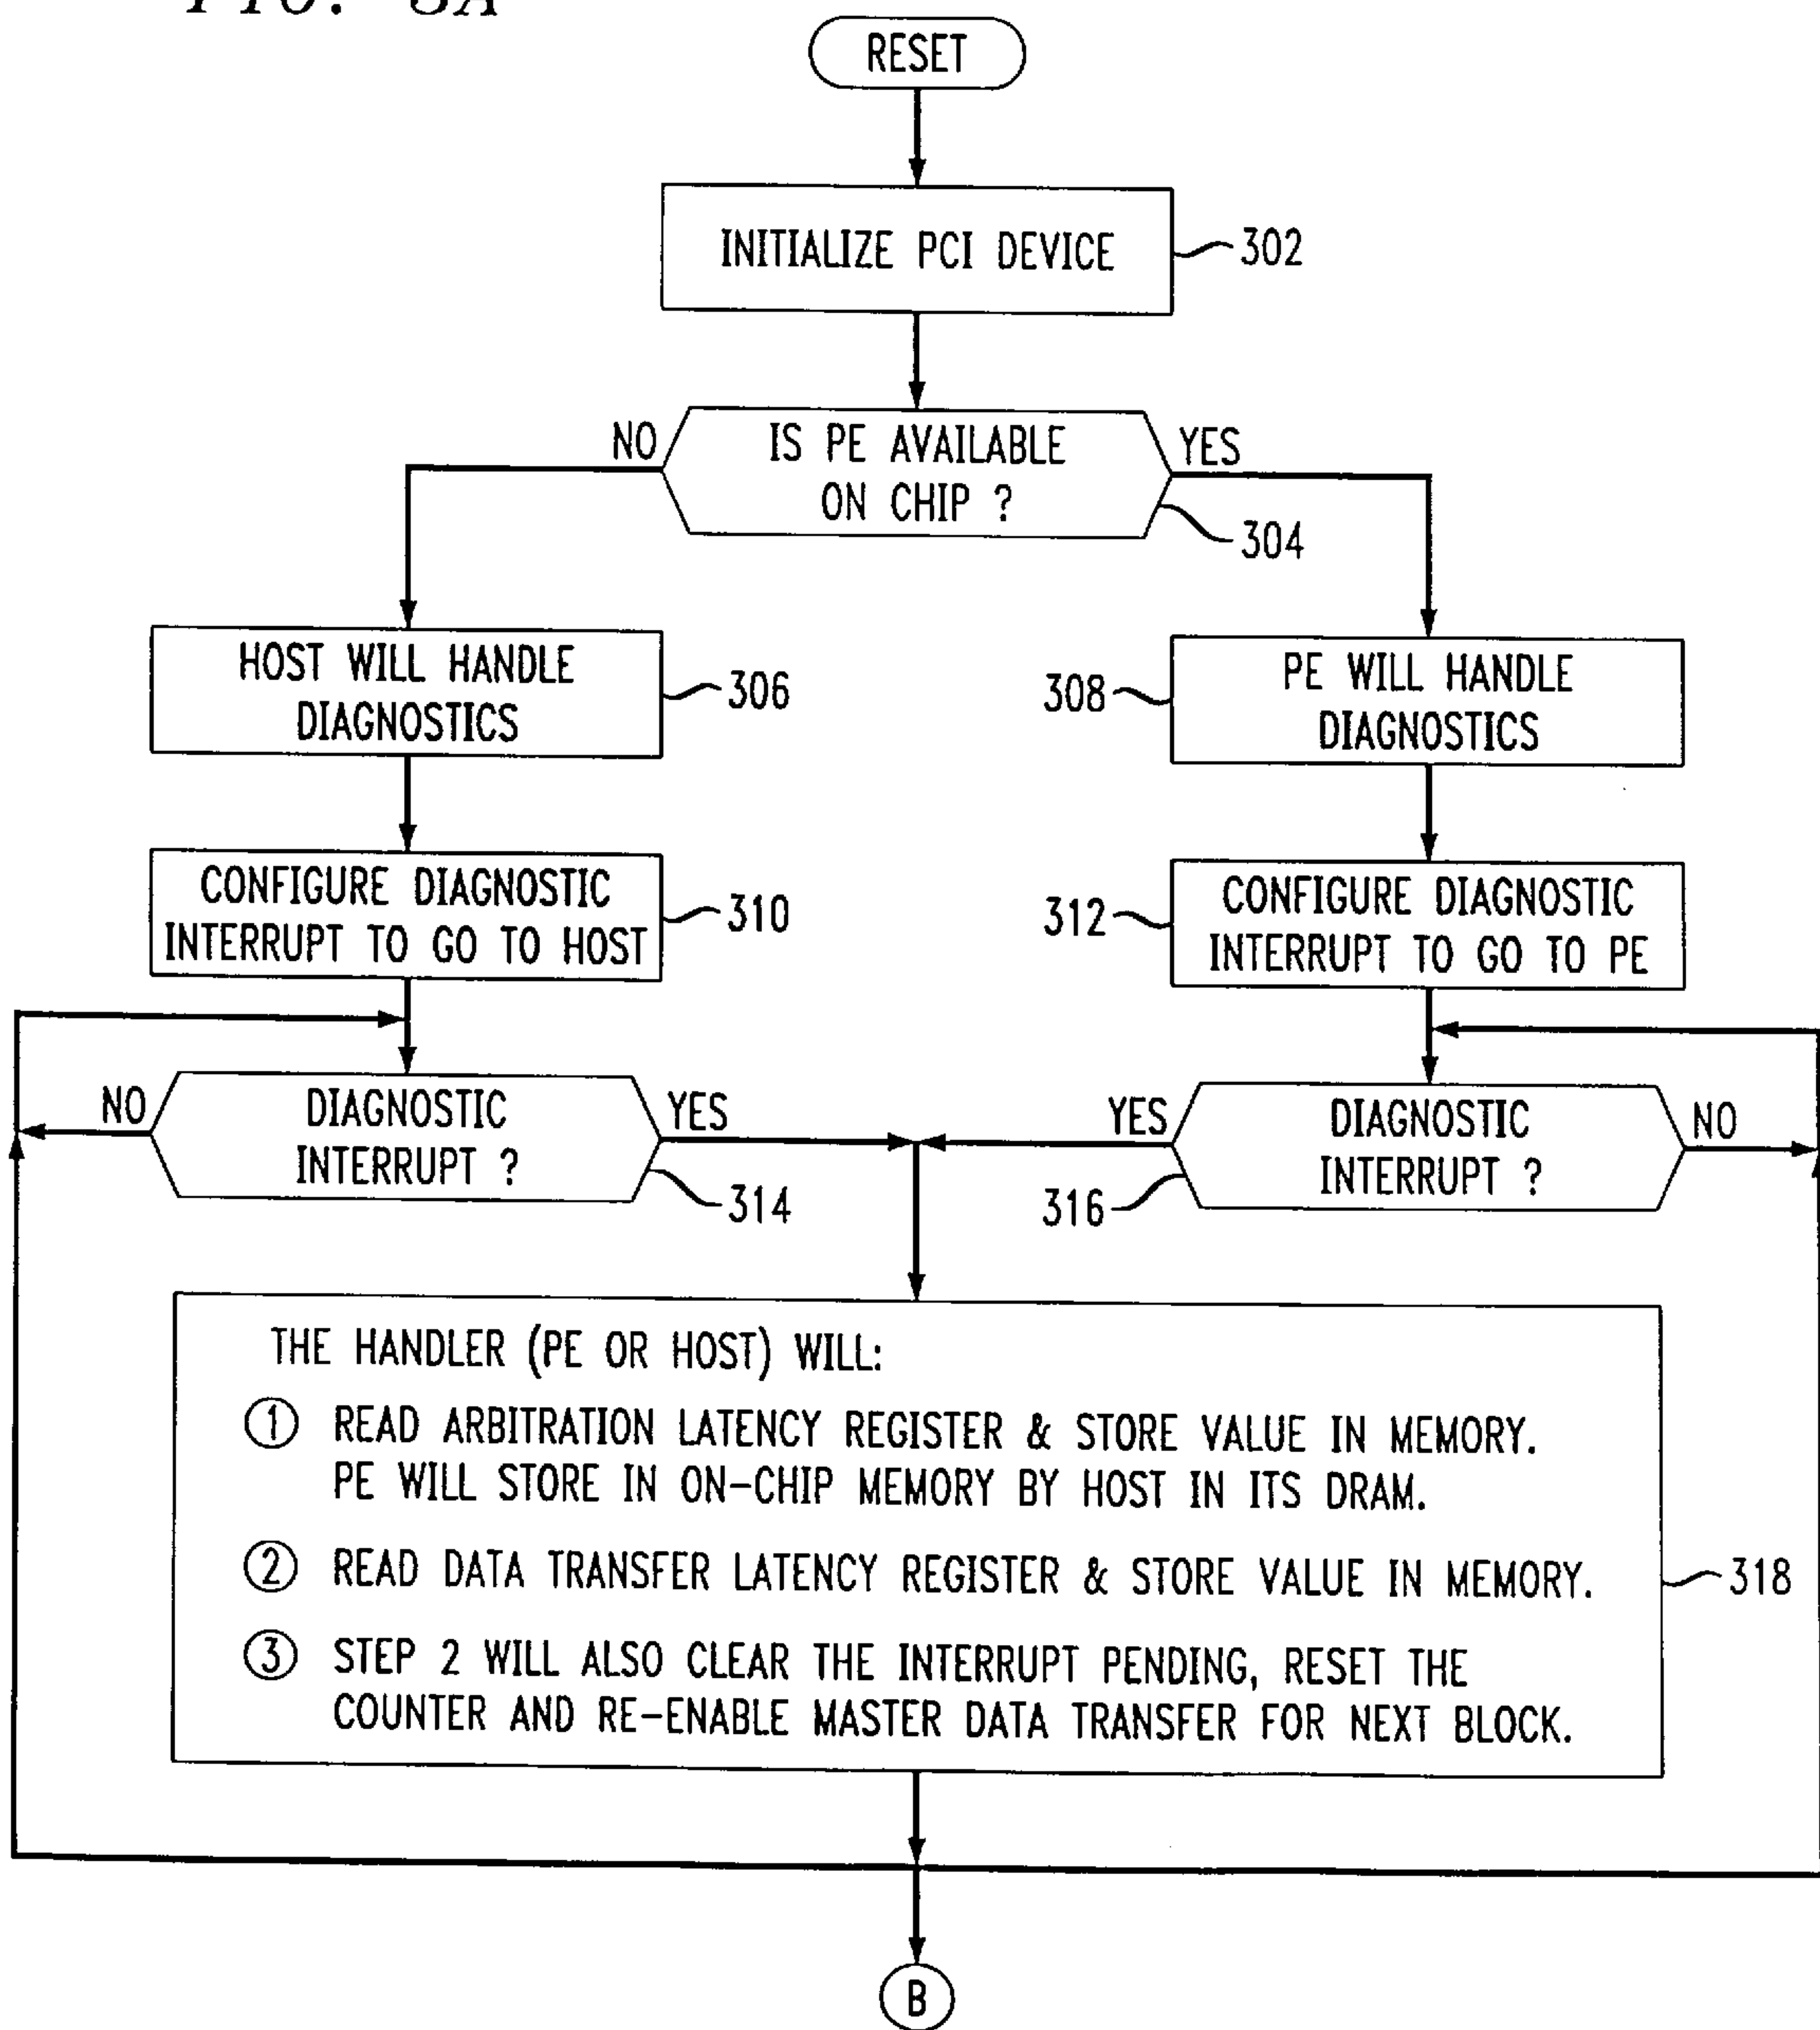 FIG. 3A
RESET
INITIALIZE PCI DEVICE
302
NO
IS PE AVAILABLE
ON CHIP ?
YES
304
HOST WILL HANDLE
DIAGNOSTICS
306
308
PE WILL HANDLE
DIAGNOSTICS
CONFIGURE DIAGNOSTIC
INTERRUPT TO GO TO HOST
310
312
CONFIGURE DIAGNOSTIC
INTERRUPT TO GO TO PE
NO
DIAGNOSTIC
INTERRUPT ?
YES
314
YES
DIAGNOSTIC
INTERRUPT ?
NO
316
THE HANDLER (PE OR HOST) WILL:
① READ ARBITRATION LATENCY REGISTER & STORE VALUE IN MEMORY.
PE WILL STORE IN ON-CHIP MEMORY BY HOST IN ITS DRAM.
② READ DATA TRANSFER LATENCY REGISTER & STORE VALUE IN MEMORY.
③ STEP 2 WILL ALSO CLEAR THE INTERRUPT PENDING, RESET THE
COUNTER AND RE-ENABLE MASTER DATA TRANSFER FOR NEXT BLOCK.
318
B